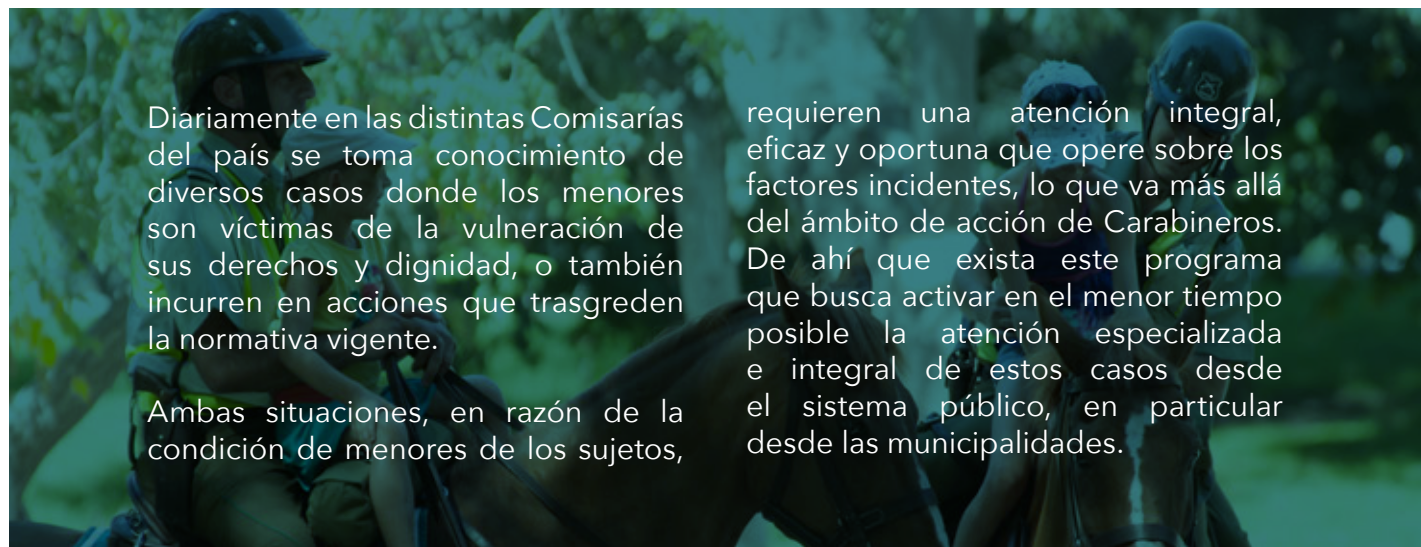 Diariamente en las distintas Comisarías
del país se toma conocimiento de
diversos casos donde los menores
son víctimas de la vulneración de
sus derechos y dignidad, o también
incurren en acciones que trasgreden
la normativa vigente.
Ambas situaciones, en razón de la
condición de menores de los sujetos,
requieren una atención integral,
eficaz y oportuna que opere sobre los
factores incidentes, lo que va más allá
del ámbito de acción de Carabineros.
De ahí que exista este programa
que busca activar en el menor tiempo
posible la atención especializada
e integral de estos casos desde
el sistema público, en particular
desde las municipalidades.